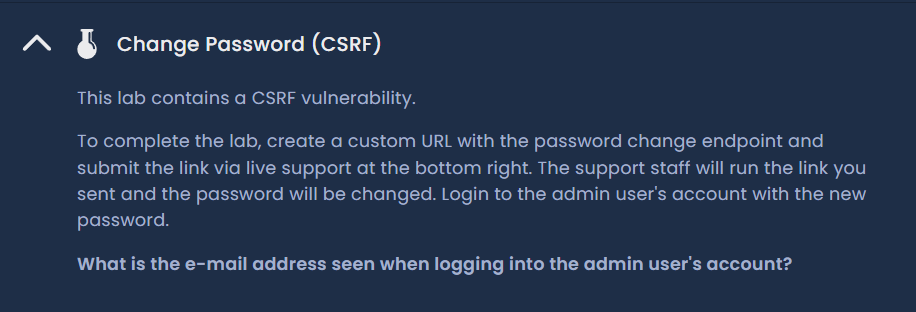 Change Password (CSRF)
This lab contains a CSRF vulnerability.
To complete the lab, create a custom URL with the password change endpoint and
submit the link via live support at the bottom right. The support staff will run the link you
sent and the password will be changed. Login to the admin user's account with the new
password.
What is the e-mail address seen when logging into the admin user's account?